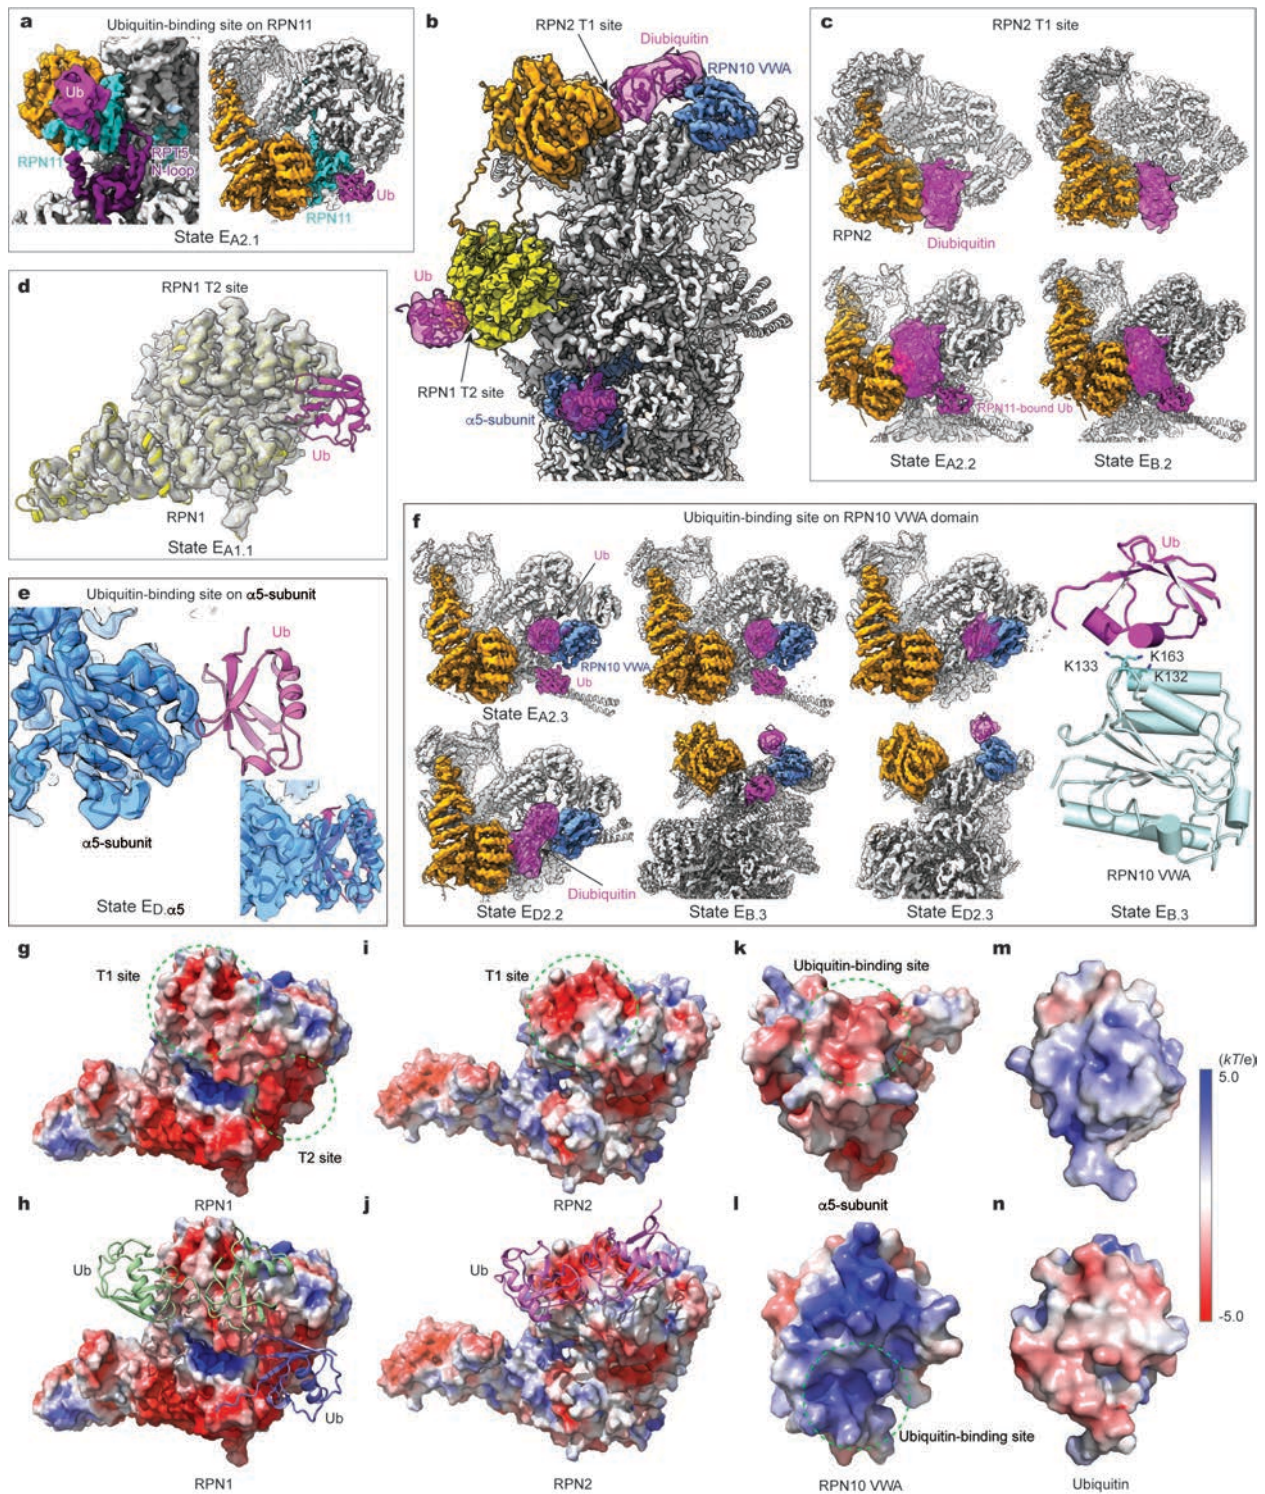 a
Ubiquitin-binding site on RPN11
Ub
RPN11
RPT5
N-loop
Ub
RPN11
State EA2.1
b
RPN2 T1 site
Diubiquitin
RPN10 VWA
Ub
RPN1 T2 site
α5-subunit
c
RPN2 T1 site
RPN2
Diubiquitin
RPN11-bound Ub
State EA2.2
State EB.2
d
RPN1 T2 site
Ub
RPN1
State EA1.1
e
Ubiquitin-binding site on α5-subunit
Ub
α5-subunit
State ED.α5
f
Ubiquitin-binding site on RPN10 VWA domain
Ub
RPN10 VWA
Ub
State EA2.3
Ub
K133
K163
K132
Diubiquitin
RPN10 VWA
State ED2.2
State EB.3
State ED2.3
State EB.3
g
T1 site
T2 site
RPN1
i
T1 site
RPN2
k
Ubiquitin-binding site
α5-subunit
m
(kT/e)
5.0
-5.0
h
Ub
Ub
RPN1
j
Ub
RPN2
l
Ubiquitin-binding site
RPN10 VWA
n
Ubiquitin